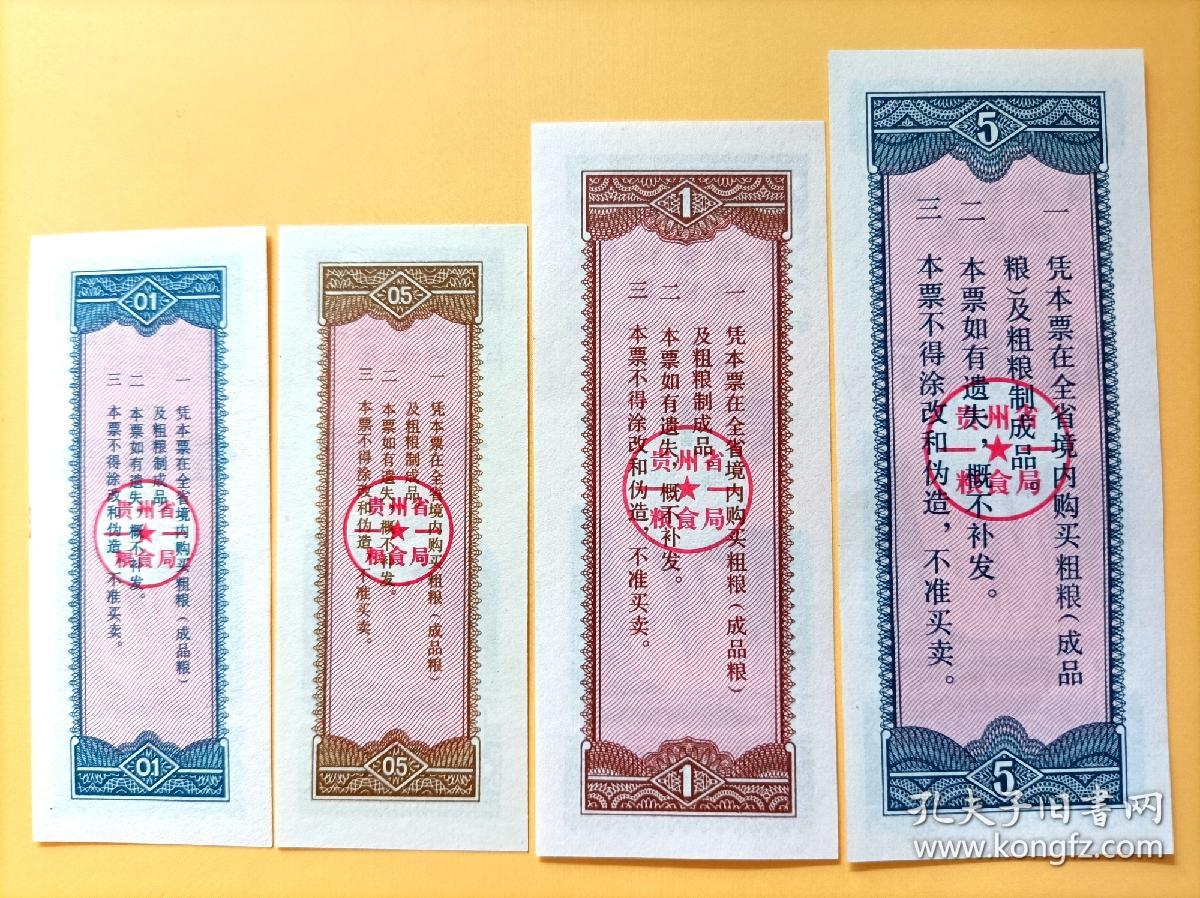 01
一 凭本票在全省境内购买粗粮(成品粮)
及粗粮制成品。
二 本票如有遗失,概不补发。
三 本票不得涂改和伪造,不准买卖。
贵州省
粮食局
01
05
一 凭本票在全省境内购买粗粮(成品粮)
及粗粮制成品。
二 本票如有遗失,概不补发。
三 本票不得涂改和伪造,不准买卖。
贵州省
粮食局
05
1
一 凭本票在全省境内购买粗粮(成品粮)
及粗粮制成品。
二 本票如有遗失,概不补发。
三 本票不得涂改和伪造,不准买卖。
贵州省
粮食局
1
5
一 凭本票在全省境内购买粗粮(成品
粮)及粗粮制成品。
二 本票如有遗失,概不补发。
三 本票不得涂改和伪造,不准买卖。
贵州省
粮食局
5
孔夫子旧书网
www.kongfz.com